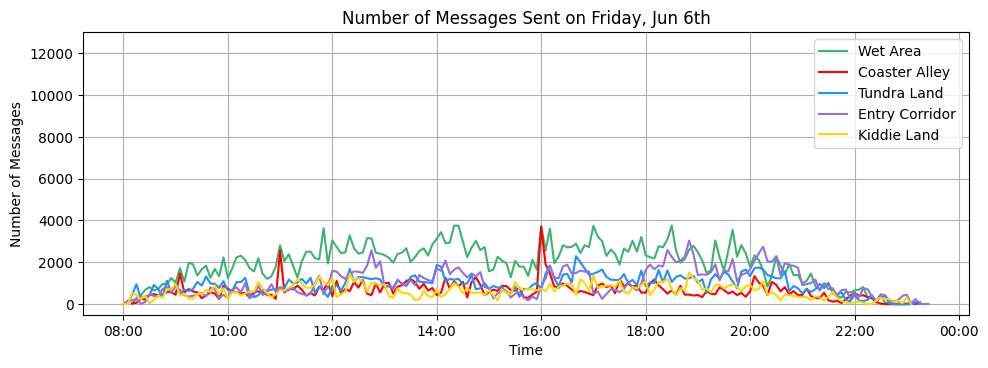 Number of Messages Sent on Friday, Jun 6th
Number of Messages
12000
10000
8000
6000
4000
2000
0
Wet Area
Coaster Alley
Tundra Land
Entry Corridor
Kiddie Land
08:00 10:00 12:00 14:00 16:00 18:00 20:00 22:00 00:00
Time